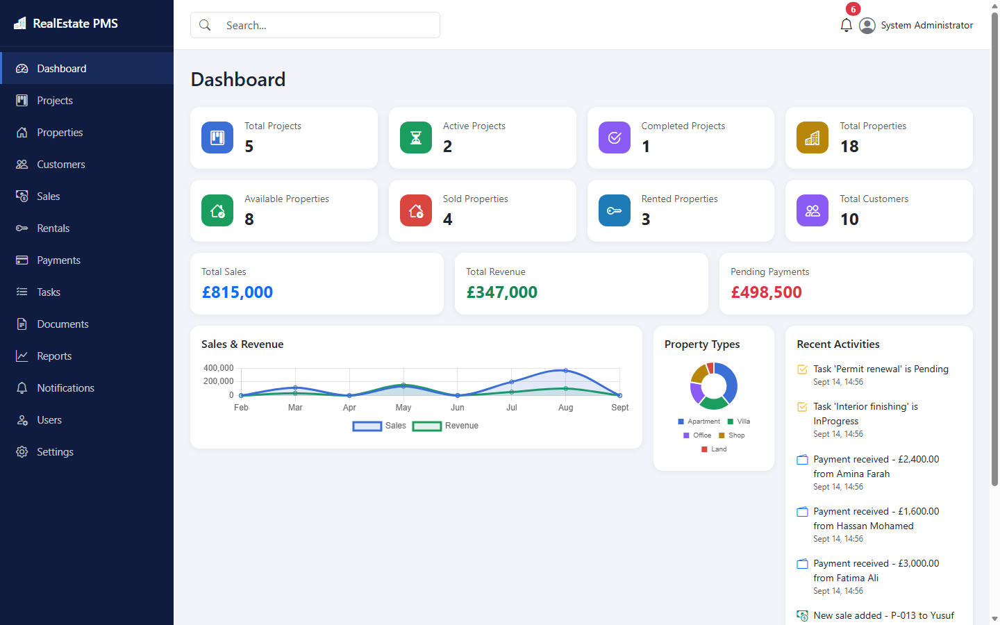 RealEstate PMS
Dashboard
Projects
Properties
Customers
Sales
Rentals
Payments
Tasks
Documents
Reports
Notifications
Users
Settings
Search...
6
System Administrator
Dashboard
Total Projects
5
Active Projects
2
Completed Projects
1
Total Properties
18
Available Properties
8
Sold Properties
4
Rented Properties
3
Total Customers
10
Total Sales
£815,000
Total Revenue
£347,000
Pending Payments
£498,500
Sales & Revenue
400,000
200,000
0
Feb Mar Apr May Jun Jul Aug Sept
Sales Revenue
Property Types
Apartment Villa
Office Shop
Land
Recent Activities
Task 'Permit renewal' is Pending
Sept 14, 14:56
Task 'Interior finishing' is
InProgress
Sept 14, 14:56
Payment received - £2,400.00
from Amina Farah
Sept 14, 14:56
Payment received - £1,600.00
from Hassan Mohamed
Sept 14, 14:56
Payment received - £3,000.00
from Fatima Ali
Sept 14, 14:56
New sale added - P-013 to Yusuf